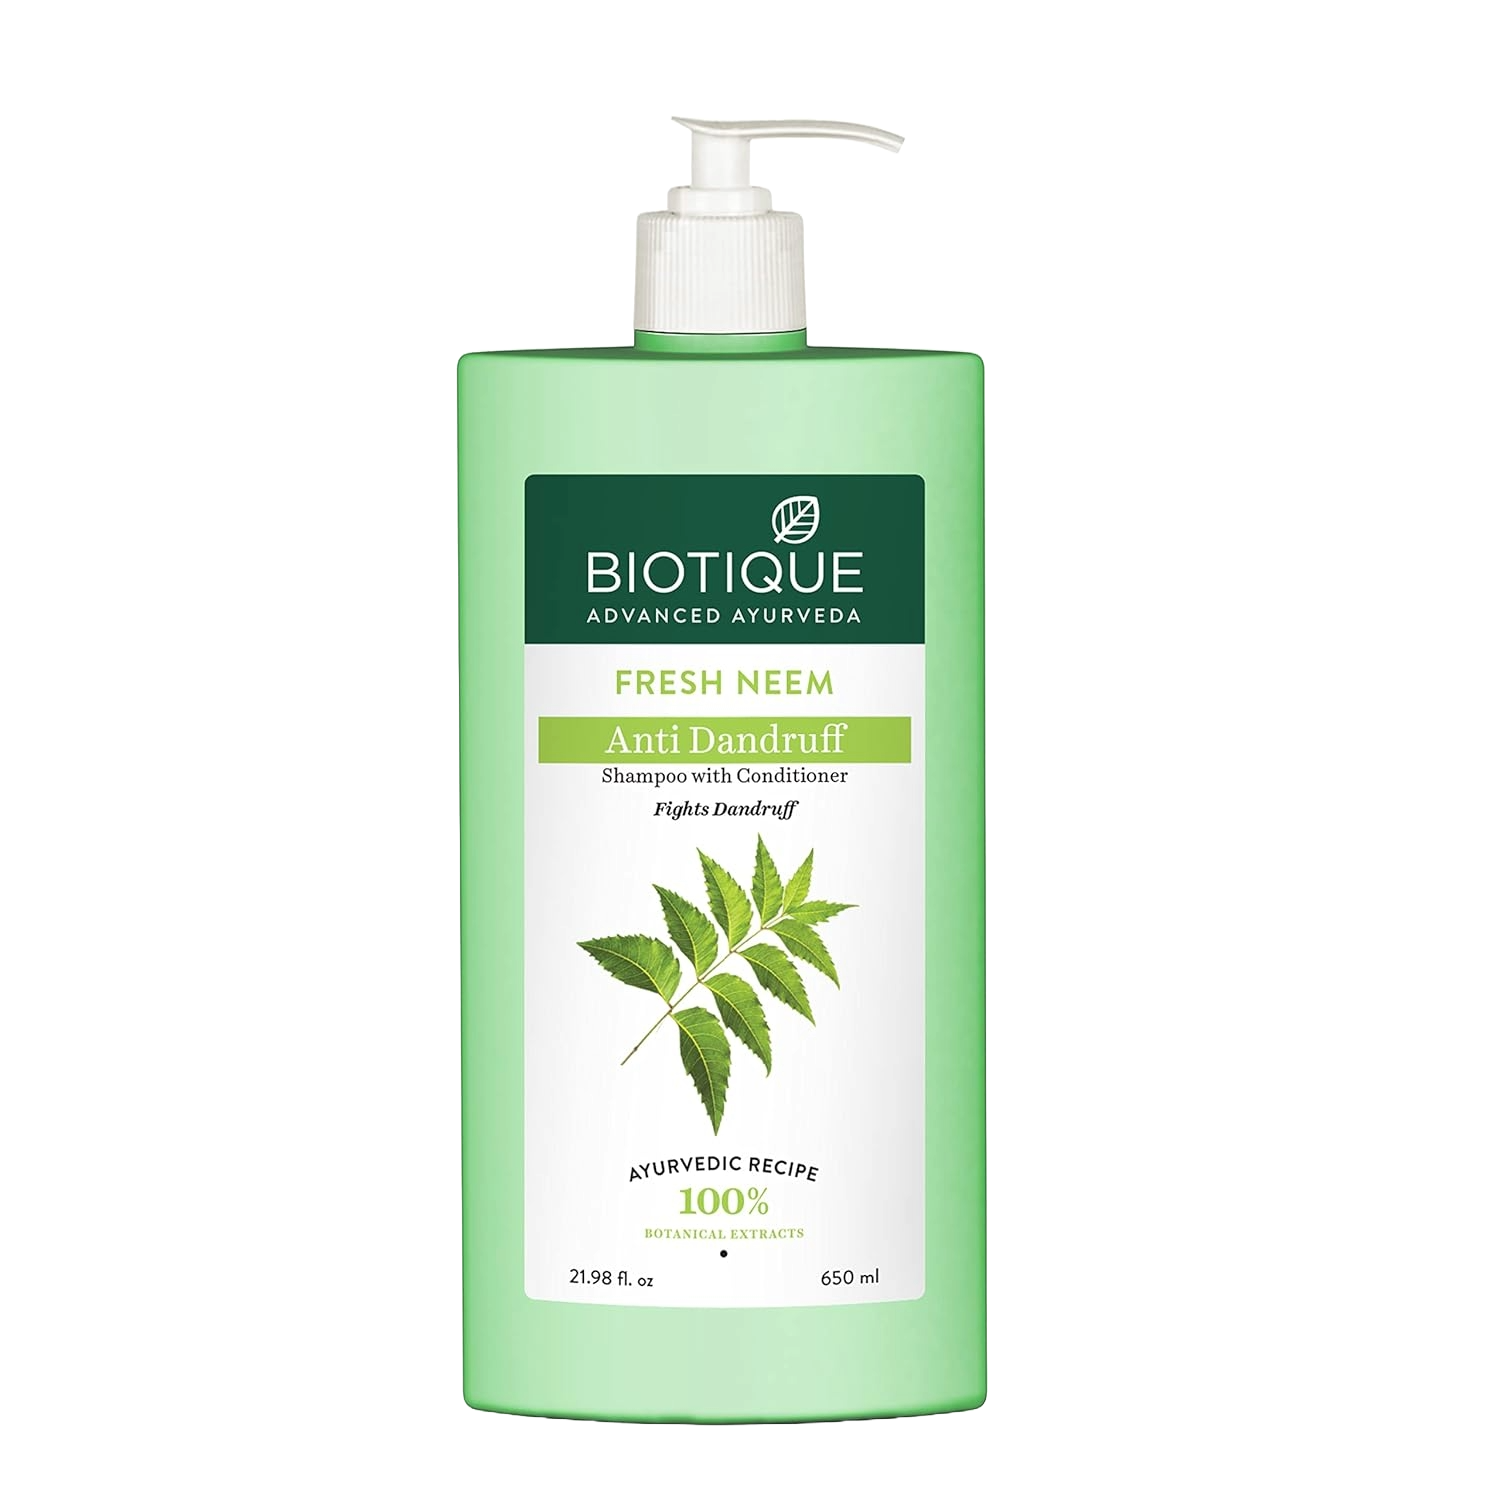 BIOTIQUE
ADVANCED AYURVEDA
FRESH NEEM
Anti Dandruff
Shampoo with Conditioner
Fights Dandruff
AYURVEDIC RECIPE
100%
BOTANICAL EXTRACTS
21.98 fl. oz 650 ml